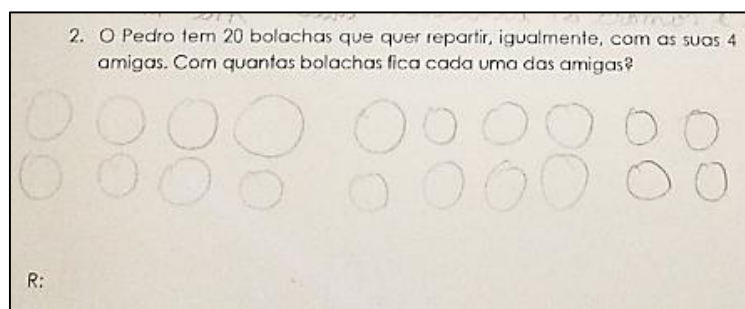 2. O Pedro tem 20 bolachas que quer repartir, igualmente, com as suas 4
amigas. Com quantas bolachas fica cada uma das amigas?
R: